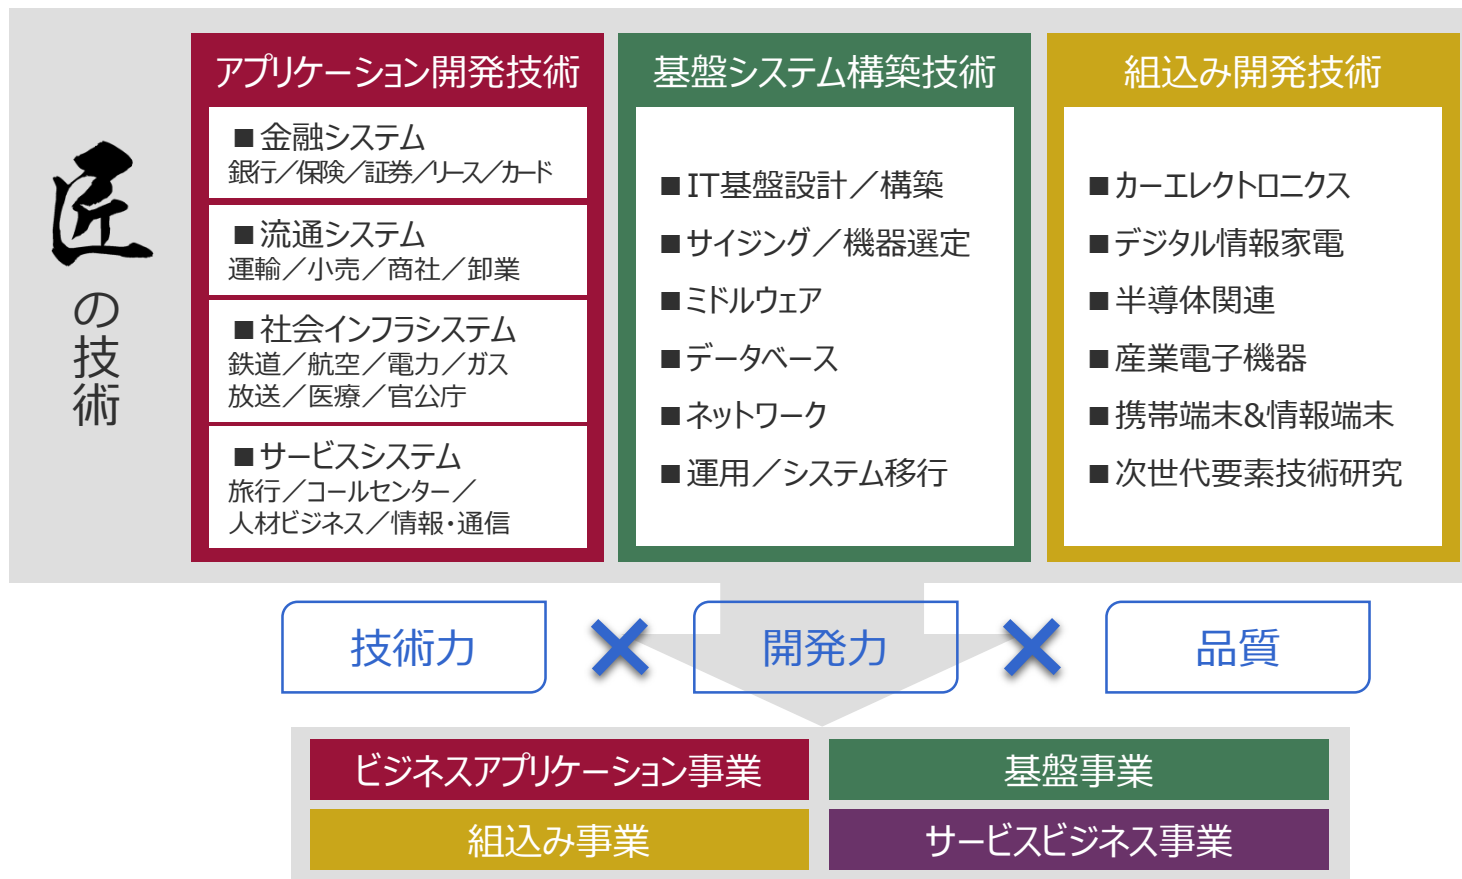 匠
の技術
アプリケーション開発技術
■金融システム
銀行／保険／証券／リース／カード
■流通システム
運輸／小売／商社／卸業
■社会インフラシステム
鉄道／航空／電力／ガス
放送／医療／官公庁
■サービスシステム
旅行／コールセンター／
人材ビジネス／情報・通信
基盤システム構築技術
■IT基盤設計／構築
■サイジング／機器選定
■ミドルウェア
■データベース
■ネットワーク
■運用／システム移行
組込み開発技術
■カーエレクトロニクス
■デジタル情報家電
■半導体関連
■産業電子機器
■携帯端末&情報端末
■次世代要素技術研究
技術力 × 開発力 × 品質
ビジネスアプリケーション事業
基盤事業
組込み事業
サービスビジネス事業